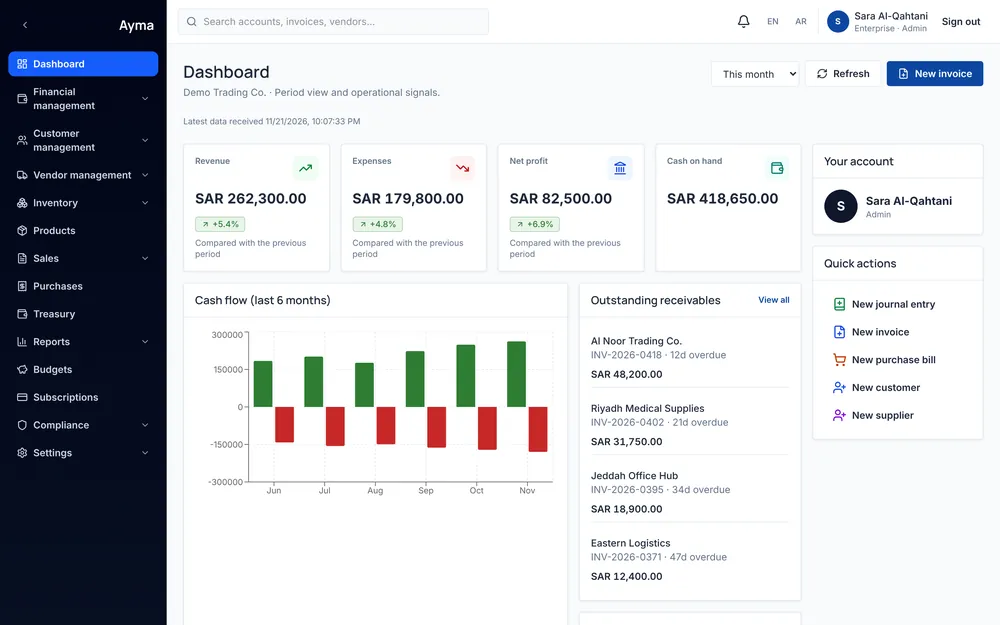 Ayma
Dashboard
Financial
management
Customer
management
Vendor management
Inventory
Products
Sales
Purchases
Treasury
Reports
Budgets
Subscriptions
Compliance
Settings
Search accounts, invoices, vendors...
EN
AR
S
Sara Al-Qahtani
Enterprise · Admin
Sign out
Dashboard
Demo Trading Co. · Period view and operational signals.
Latest data received 11/21/2026, 10:07:33 PM
This month
Refresh
New invoice
Revenue
SAR 262,300.00
+5.4%
Compared with the previous
period
Expenses
SAR 179,800.00
+4.8%
Compared with the previous
period
Net profit
SAR 82,500.00
+6.9%
Compared with the previous
period
Cash on hand
SAR 418,650.00
Cash flow (last 6 months)
300000
150000
0
-150000
-300000
Jun
Jul
Aug
Sep
Oct
Nov
Outstanding receivables
View all
Al Noor Trading Co.
INV-2026-0418 · 12d overdue
SAR 48,200.00
Riyadh Medical Supplies
INV-2026-0402 · 21d overdue
SAR 31,750.00
Jeddah Office Hub
INV-2026-0395 · 34d overdue
SAR 18,900.00
Eastern Logistics
INV-2026-0371 · 47d overdue
SAR 12,400.00
Your account
S
Sara Al-Qahtani
Admin
Quick actions
New journal entry
New invoice
New purchase bill
New customer
New supplier